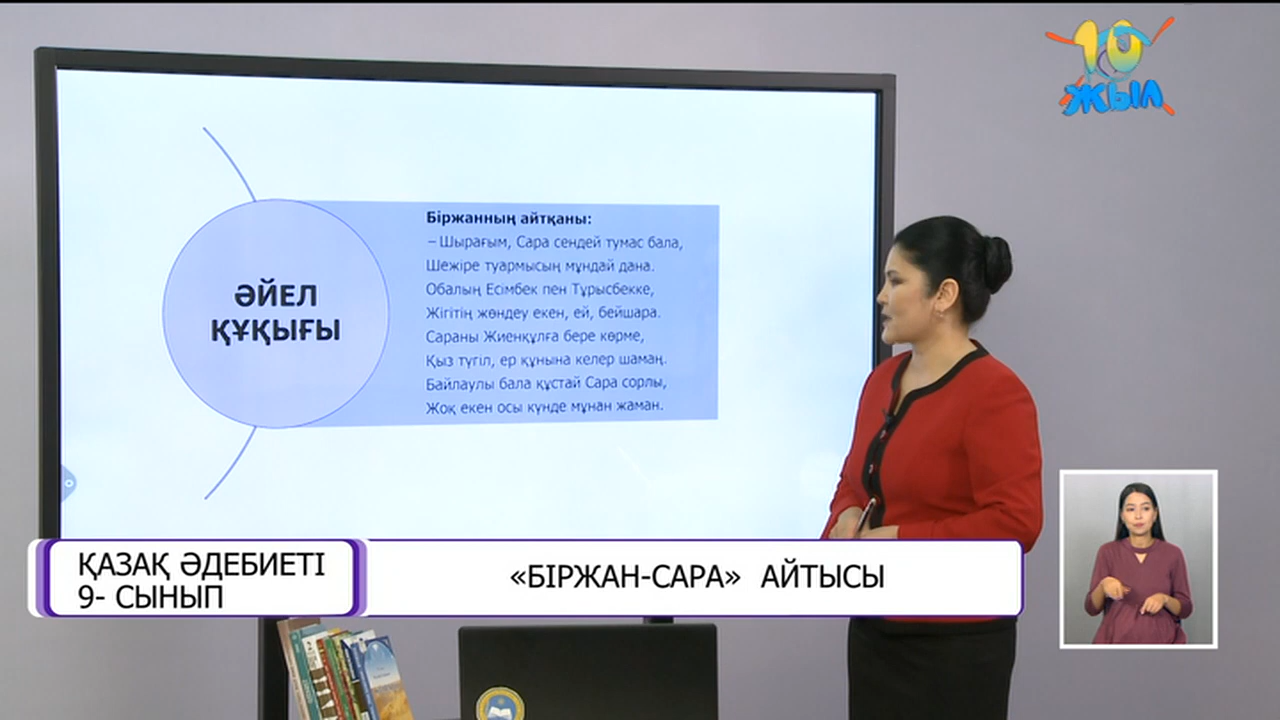 10
ЖЫЛ
ӘЙЕЛ
ҚҰҚЫҒЫ
Біржанның айтқаны:
– Шырағым, Сара сендей тумас бала,
Шежіре туармысың мұндай дана.
Обалың Есімбек пен Тұрысбекке,
Жігітің жөндеу екен, ей, бейшара.
Сараны Жиенқұлға бере көрме,
Қыз түгіл, ер құнына келер шамаң.
Байлаулы бала құстай Сара сорлы,
Жоқ екен осы күнде мұнан жаман.
ҚАЗАҚ ӘДЕБИЕТІ
9- СЫНЫП
«БІРЖАН-САРА» АЙТЫСЫ